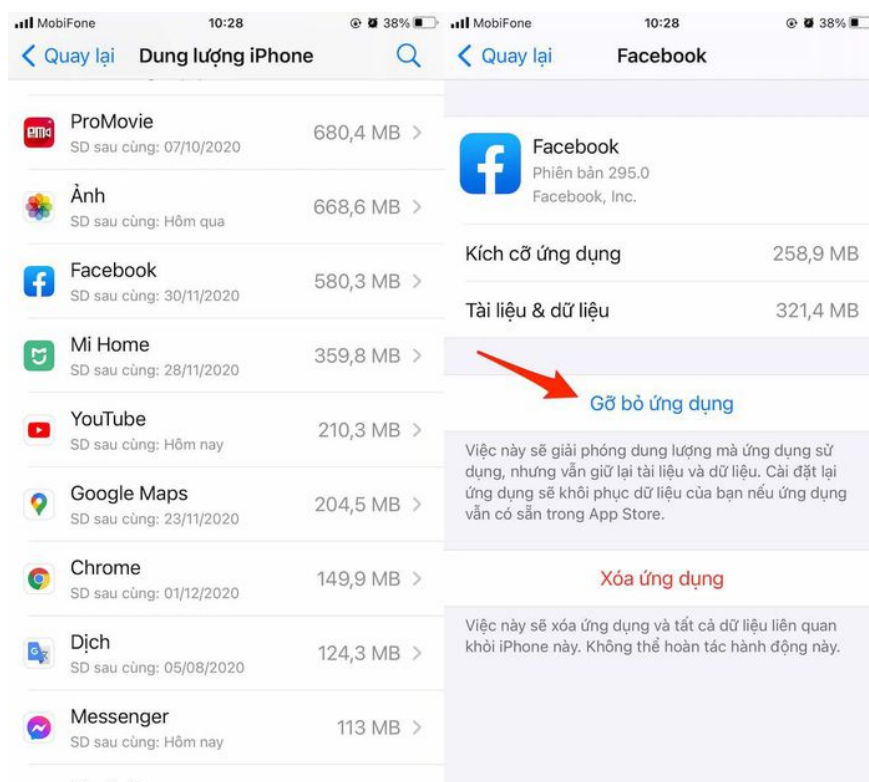 MobiFone 10:28 38%
Quay lại Dung lượng iPhone
ProMovie
SD sau cùng: 07/10/2020
680,4 MB
Ảnh
SD sau cùng: Hôm qua
668,6 MB
Facebook
SD sau cùng: 30/11/2020
580,3 MB
Mi Home
SD sau cùng: 28/11/2020
359,8 MB
YouTube
SD sau cùng: Hôm nay
210,3 MB
Google Maps
SD sau cùng: 23/11/2020
204,5 MB
Chrome
SD sau cùng: 01/12/2020
149,9 MB
Dịch
SD sau cùng: 05/08/2020
124,3 MB
Messenger
SD sau cùng: Hôm nay
113 MB
MobiFone 10:28 38%
Quay lại Facebook
Facebook
Phiên bản 295.0
Facebook, Inc.
Kích cỡ ứng dụng 258,9 MB
Tài liệu & dữ liệu 321,4 MB
Gỡ bỏ ứng dụng
Việc này sẽ giải phóng dung lượng mà ứng dụng sử
dụng, nhưng vẫn giữ lại tài liệu và dữ liệu. Cài đặt lại
ứng dụng sẽ khôi phục dữ liệu của bạn nếu ứng dụng
vẫn có sẵn trong App Store.
Xóa ứng dụng
Việc này sẽ xóa ứng dụng và tất cả dữ liệu liên quan
khỏi iPhone này. Không thể hoàn tác hành động này.